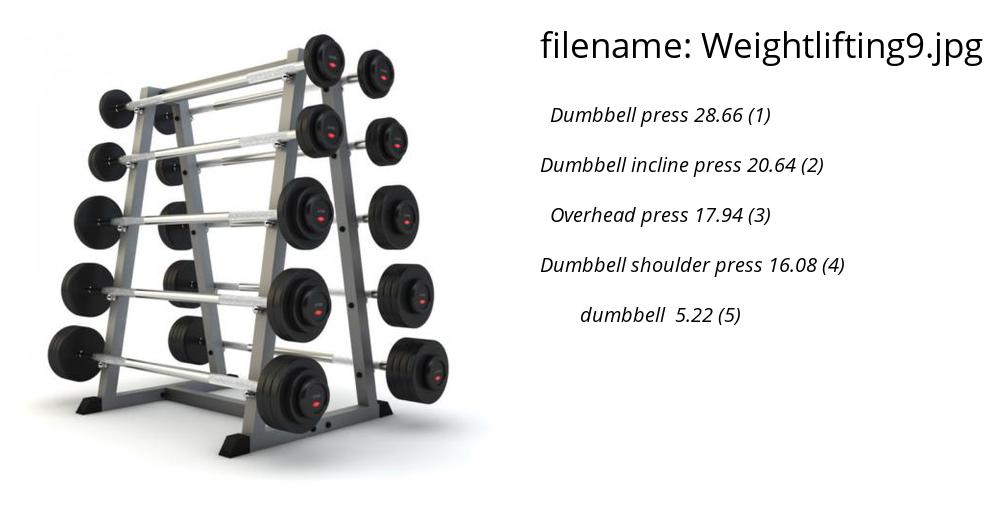 filename: Weightlifting9.jpg
Dumbbell press 28.66 (1)
Dumbbell incline press 20.64 (2)
Overhead press 17.94 (3)
Dumbbell shoulder press 16.08 (4)
dumbbell  5.22 (5)